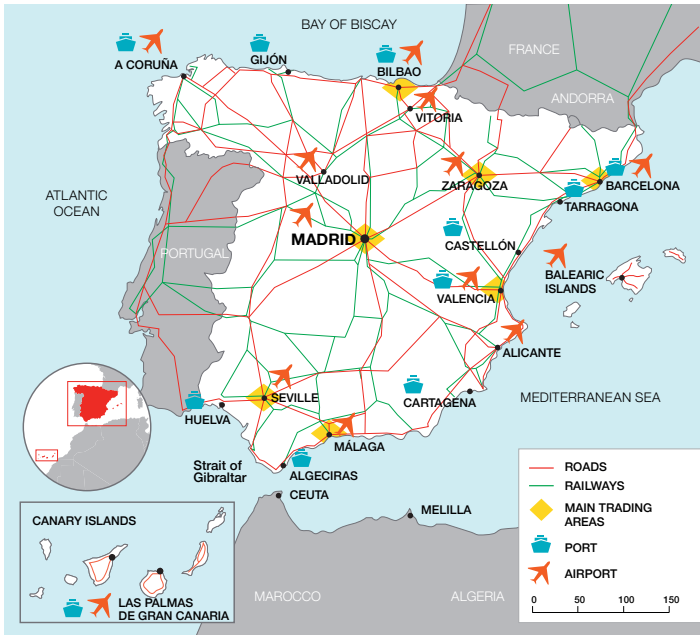 BAY OF BISCAY
FRANCE
ANDORRA
A CORUÑA
GIJÓN
BILBAO
VITORIA
VALLADOLID
ZARAGOZA
BARCELONA
TARRAGONA
ATLANTIC
OCEAN
PORTUGAL
MADRID
CASTELLÓN
VALENCIA
BALEARIC
ISLANDS
ALICANTE
MEDITERRANEAN SEA
CARTAGENA
SEVILLE
HUELVA
MÁLAGA
Strait of
Gibraltar
ALGECIRAS
CEUTA
MELILLA
MAROCCO
ALGERIA
CANARY ISLANDS
LAS PALMAS
DE GRAN CANARIA
ROADS
RAILWAYS
MAIN TRADING
AREAS
PORT
AIRPORT
0 50 100 150